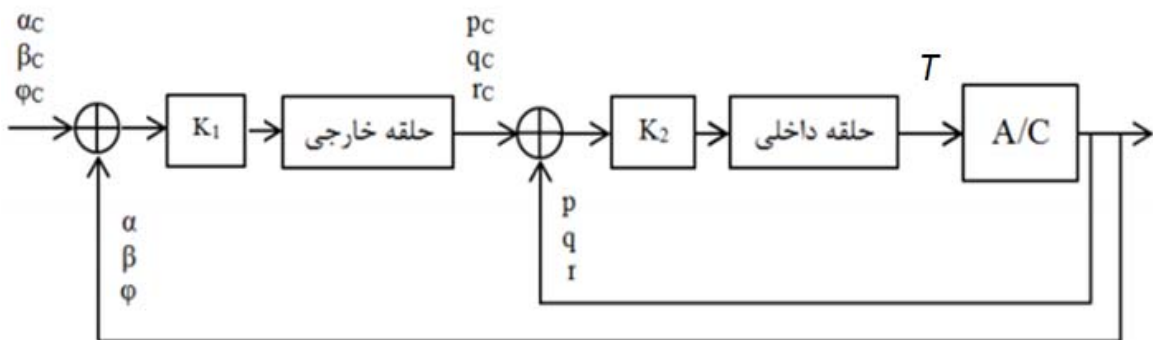 αC
βC
φC
K1
حلقه خارجی
pC
qC
rC
K2
حلقه داخلی
T
A/C
α
β
φ
p
q
r